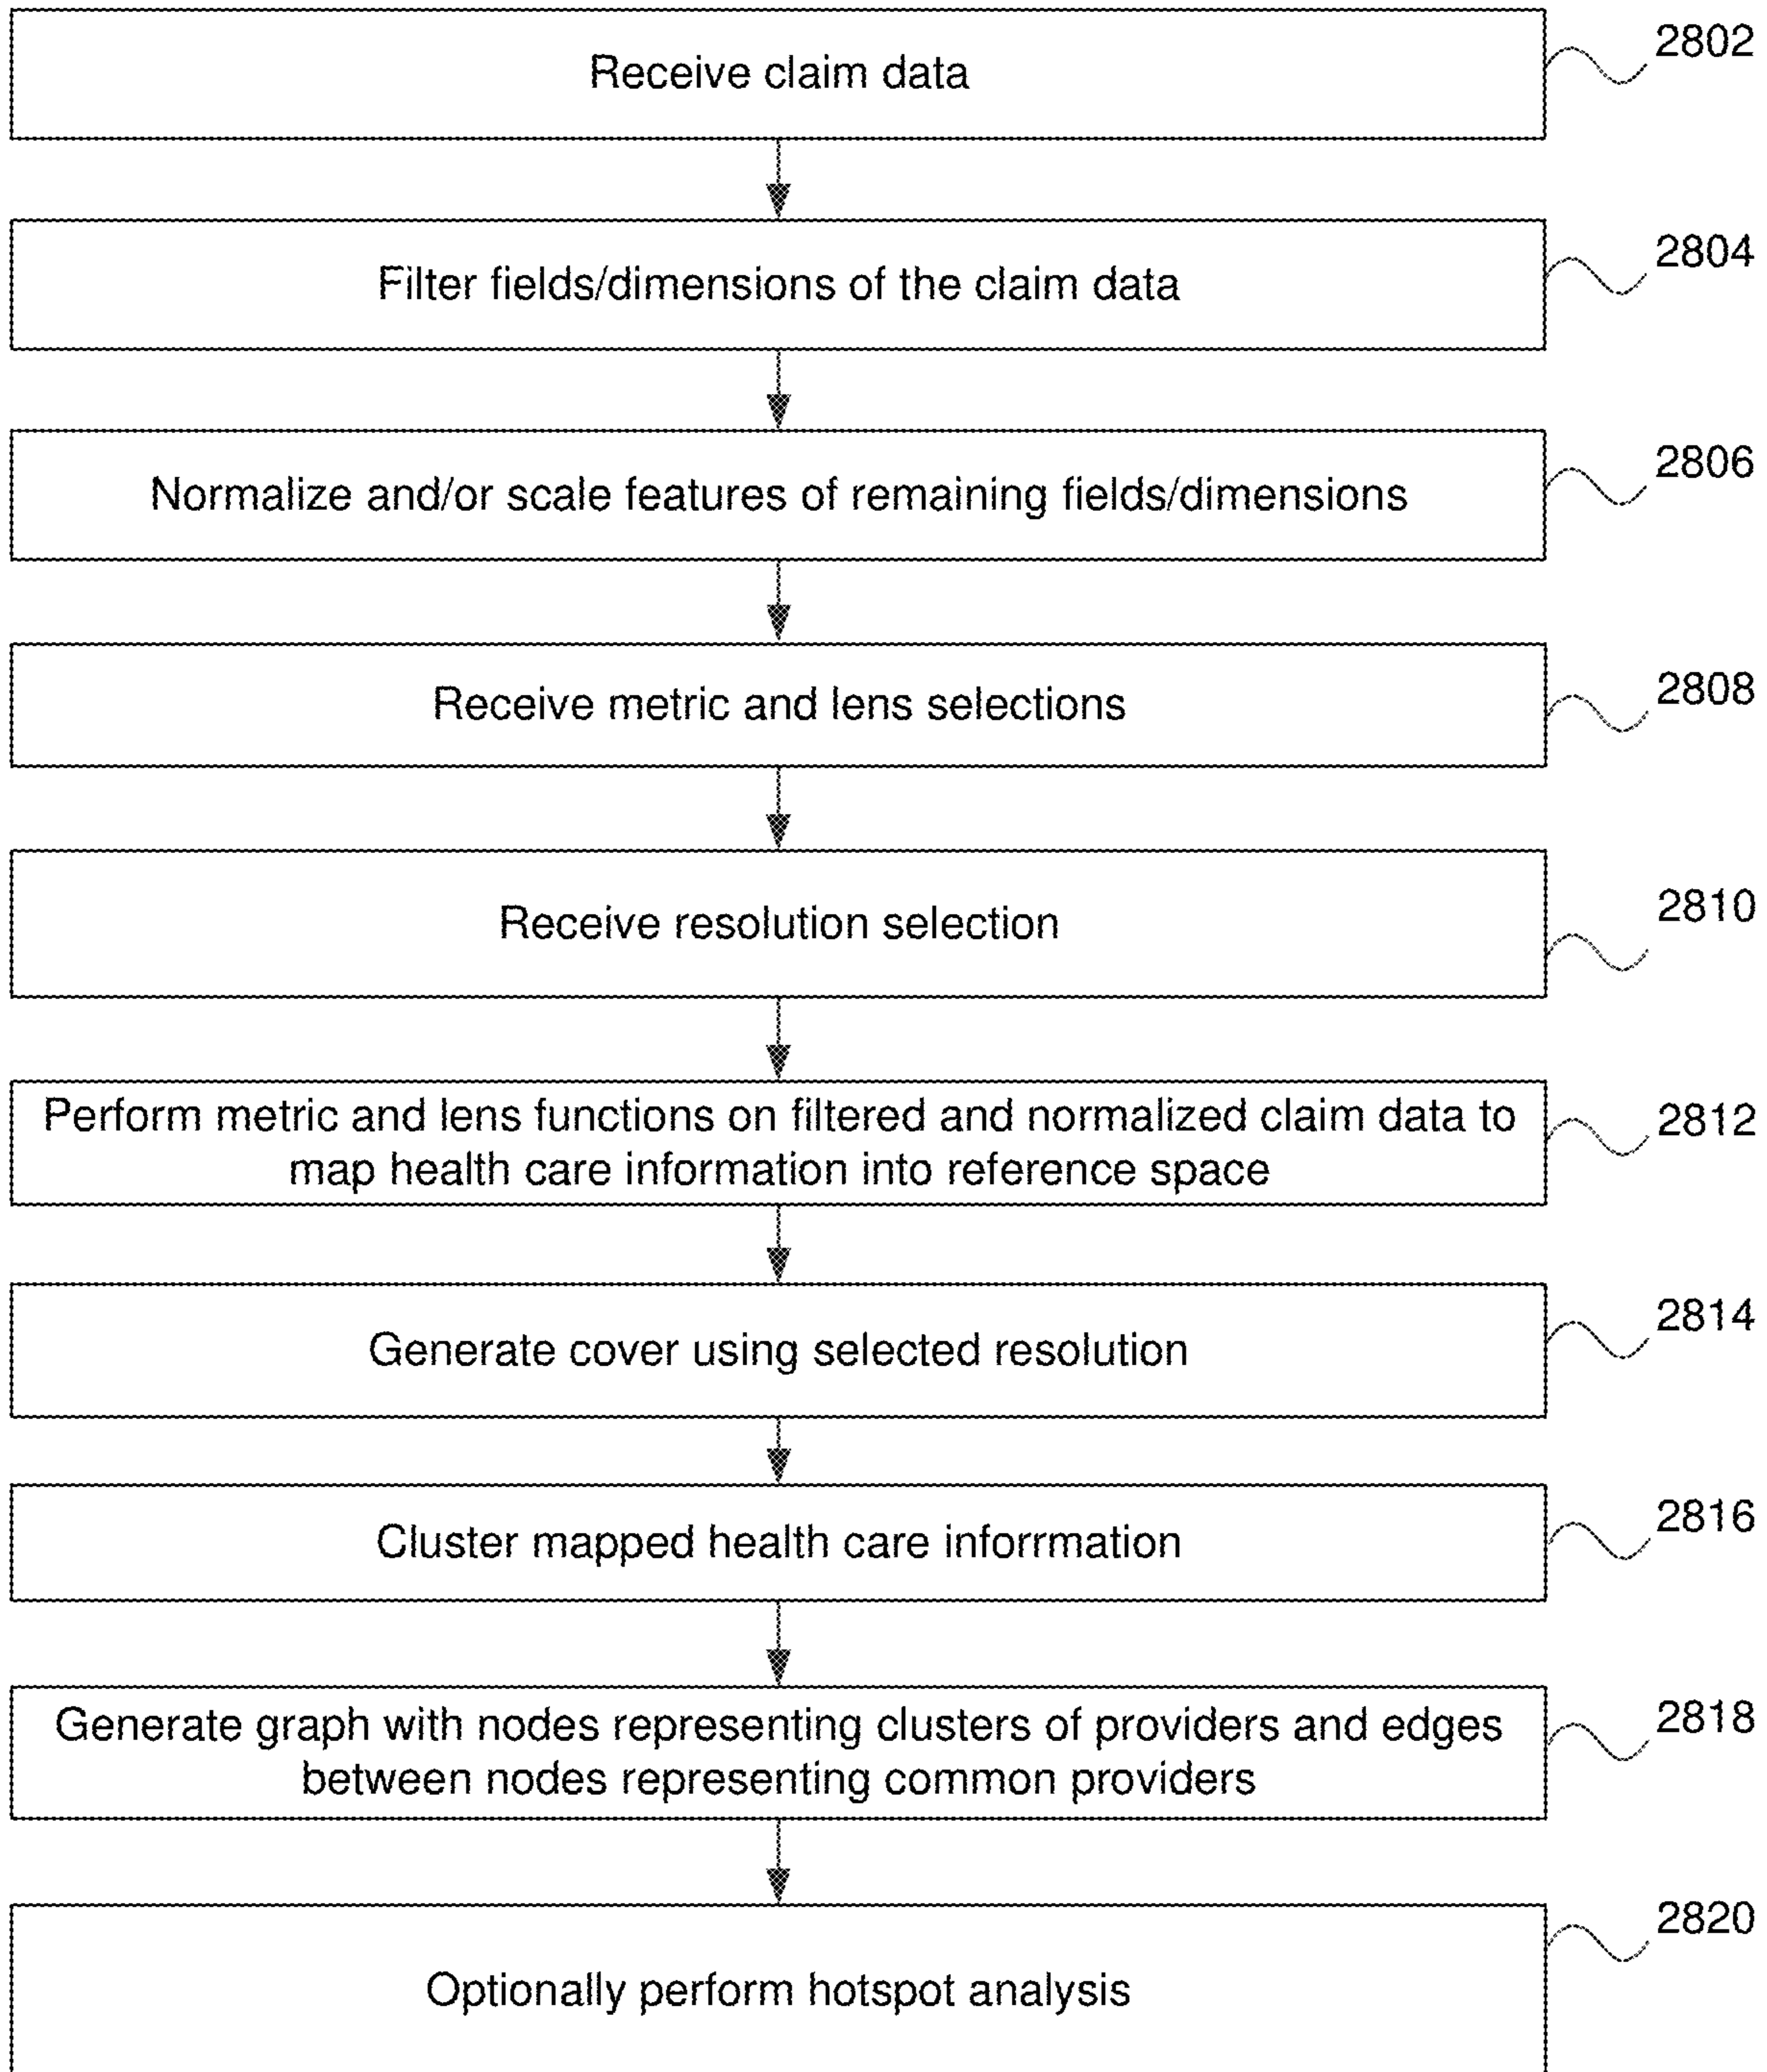 Receive claim data
2802
Filter fields/dimensions of the claim data
2804
Normalize and/or scale features of remaining fields/dimensions
2806
Receive metric and lens selections
2808
Receive resolution selection
2810
Perform metric and lens functions on filtered and normalized claim data to
map health care information into reference space
2812
Generate cover using selected resolution
2814
Cluster mapped health care inforrmation
2816
Generate graph with nodes representing clusters of providers and edges
between nodes representing common providers
2818
Optionally perform hotspot analysis
2820